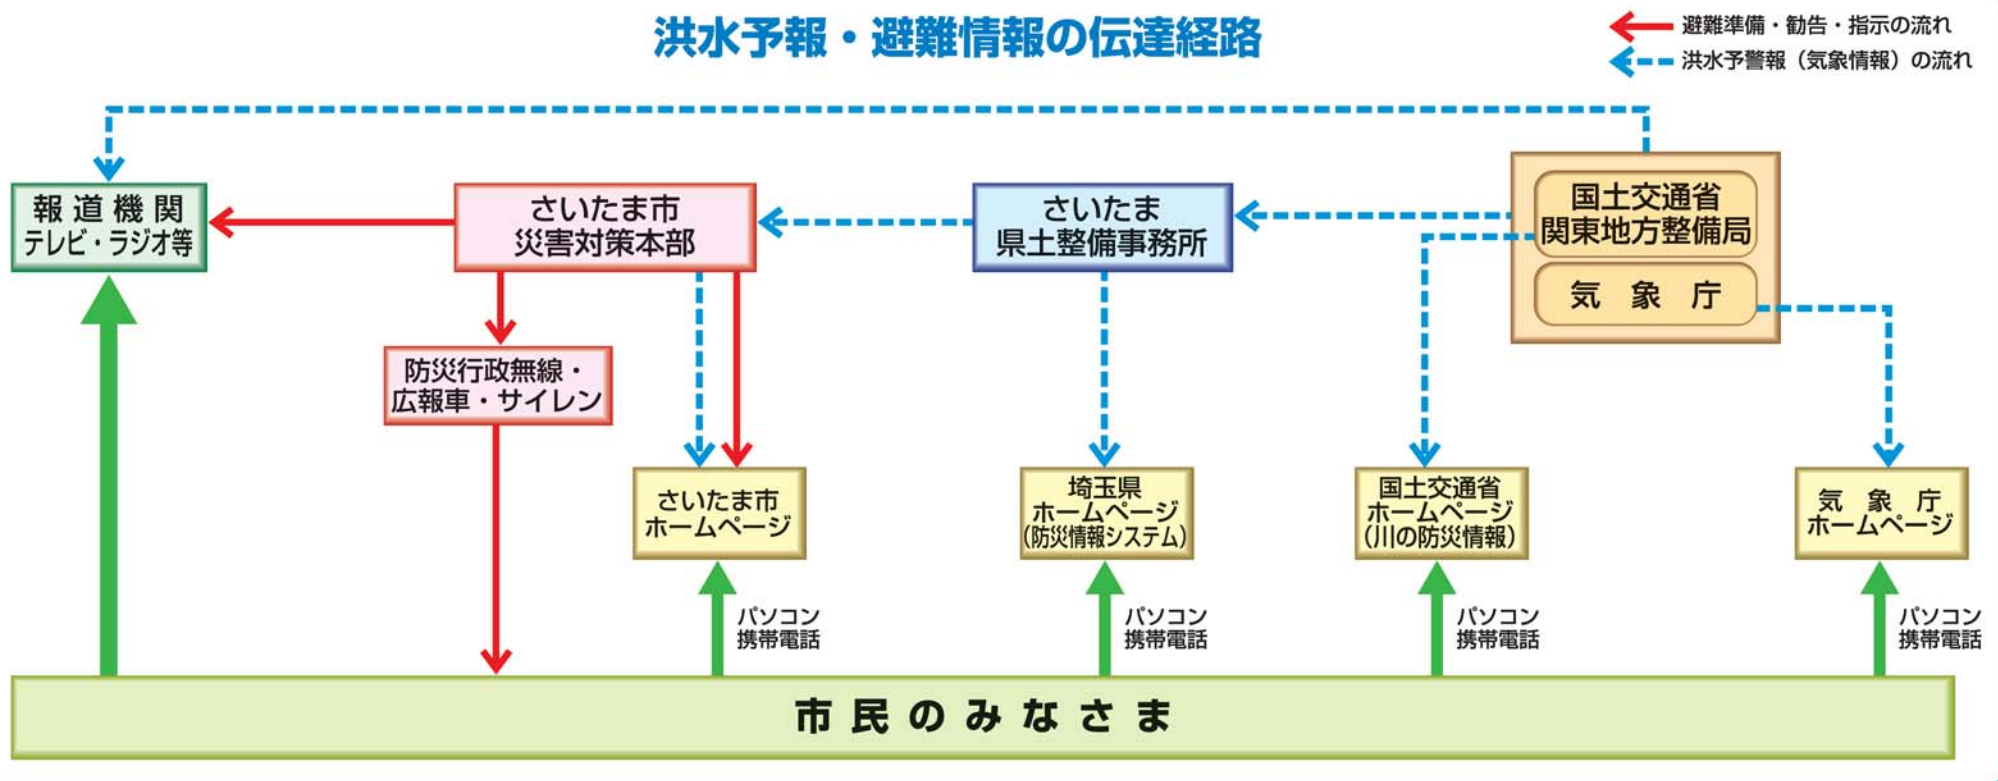 洪水予報・避難情報の伝達経路
避難準備・勧告・指示の流れ
洪水予警報（気象情報）の流れ
報道機関
テレビ・ラジオ等
さいたま市
災害対策本部
さいたま
県土整備事務所
国土交通省
関東地方整備局
気象庁
防災行政無線・
広報車・サイレン
さいたま市
ホームページ
埼玉県
ホームページ
（防災情報システム）
国土交通省
ホームページ
（川の防災情報）
気象庁
ホームページ
パソコン
携帯電話
パソコン
携帯電話
パソコン
携帯電話
パソコン
携帯電話
市民のみなさま